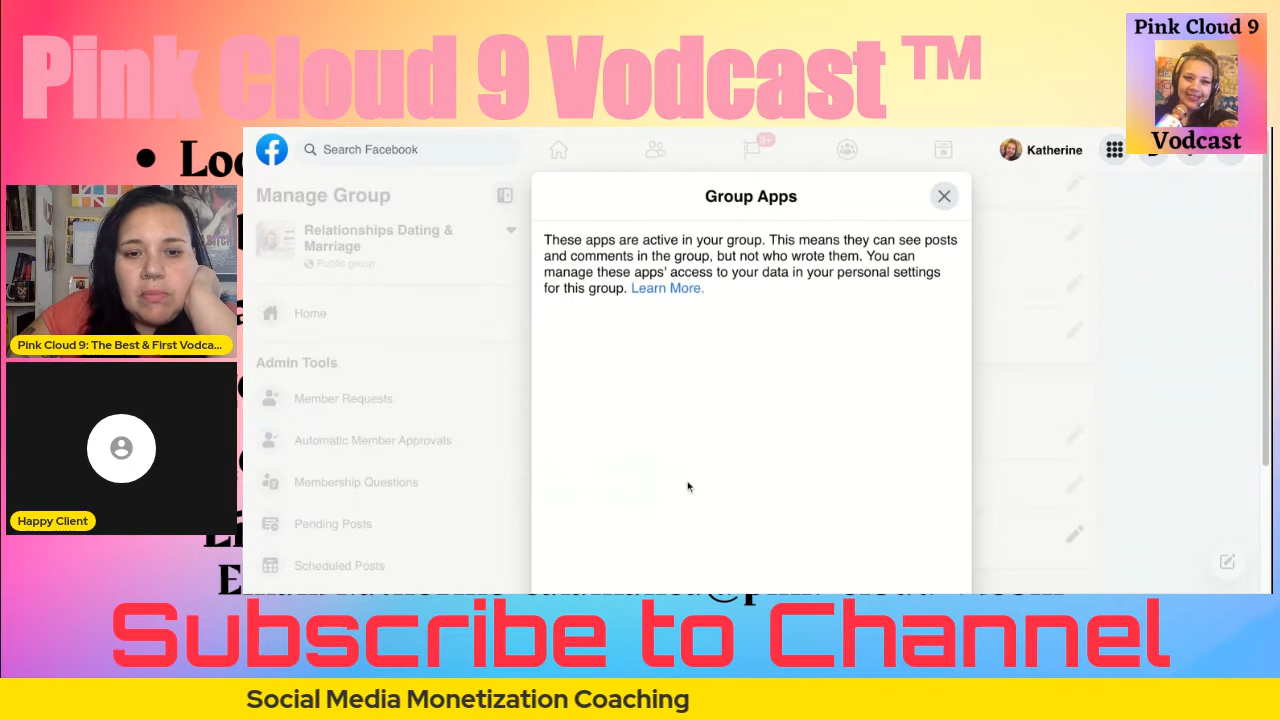 Pink Cloud 9 Vodcast ™
Pink Cloud 9
Vodcast
Search Facebook
9+
Katherine
Manage Group
Relationships Dating &
Marriage
Public group
Home
Admin Tools
Member Requests
Automatic Member Approvals
Membership Questions
Pending Posts
Scheduled Posts
Group Apps
These apps are active in your group. This means they can see posts
and comments in the group, but not who wrote them. You can
manage these apps' access to your data in your personal settings
for this group. Learn More.
Pink Cloud 9: The Best & First Vodca...
Happy Client
Subscribe to Channel
Social Media Monetization Coaching